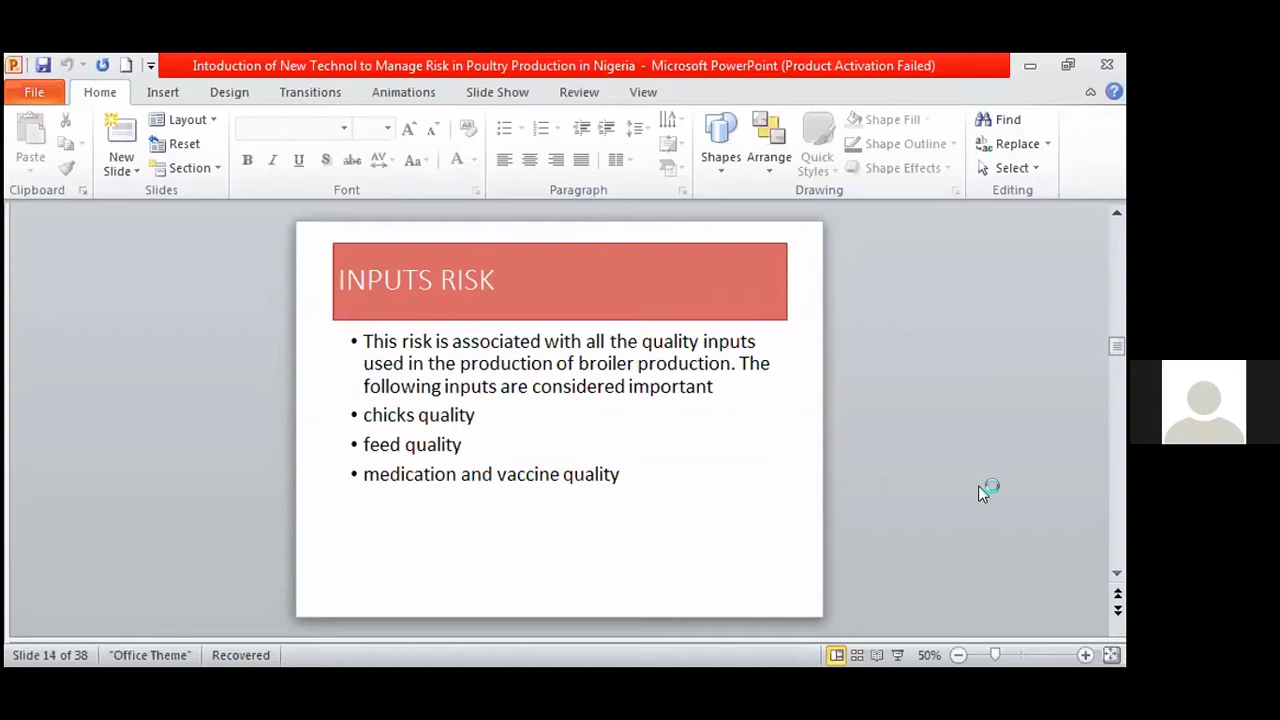 Intoduction of New Technol to Manage Risk in Poultry Production in Nigeria - Microsoft PowerPoint (Product Activation Failed)
File Home Insert Design Transitions Animations Slide Show Review View
Paste
Clipboard
New Slide
Layout
Reset
Section
Slides
B I U S abc AV Aa A
Font
Paragraph
Shapes
Arrange
Quick Styles
Shape Fill
Shape Outline
Shape Effects
Drawing
Find
Replace
Select
Editing
INPUTS RISK
• This risk is associated with all the quality inputs
used in the production of broiler production. The
following inputs are considered important
• chicks quality
• feed quality
• medication and vaccine quality
Slide 14 of 38 "Office Theme" Recovered 50%